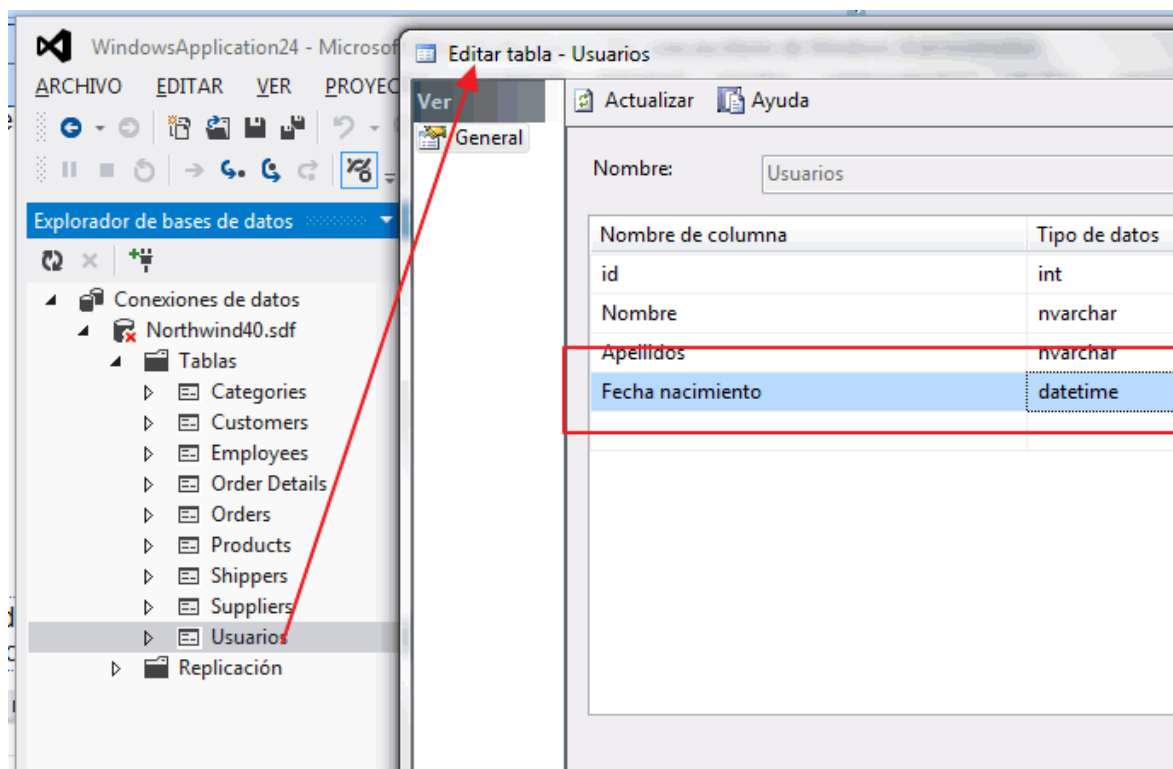 WindowsApplication24 - Microsof
ARCHIVO EDITAR VER PROYEC
Explorador de bases de datos
Conexiones de datos
Northwind40.sdf
Tablas
Categories
Customers
Employees
Order Details
Orders
Products
Shippers
Suppliers
Usuarios
Replicación
Editar tabla - Usuarios
Ver
General
Actualizar Ayuda
Nombre: Usuarios
Nombre de columna Tipo de datos
id int
Nombre nvarchar
Apellidos nvarchar
Fecha nacimiento datetime